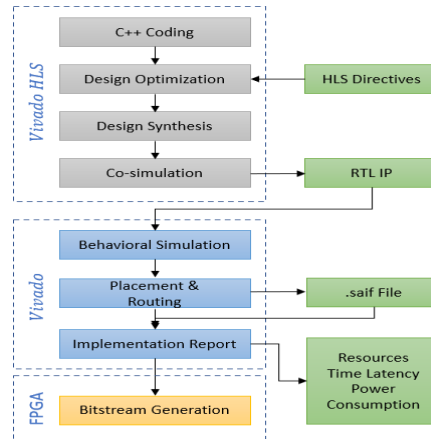 Vivado HLS
C++ Coding
Design Optimization
HLS Directives
Design Synthesis
Co-simulation
RTL IP
Vivado
Behavioral Simulation
Placement &
Routing
.saif File
Implementation Report
Resources
Time Latency
Power
Consumption
FPGA
Bitstream Generation